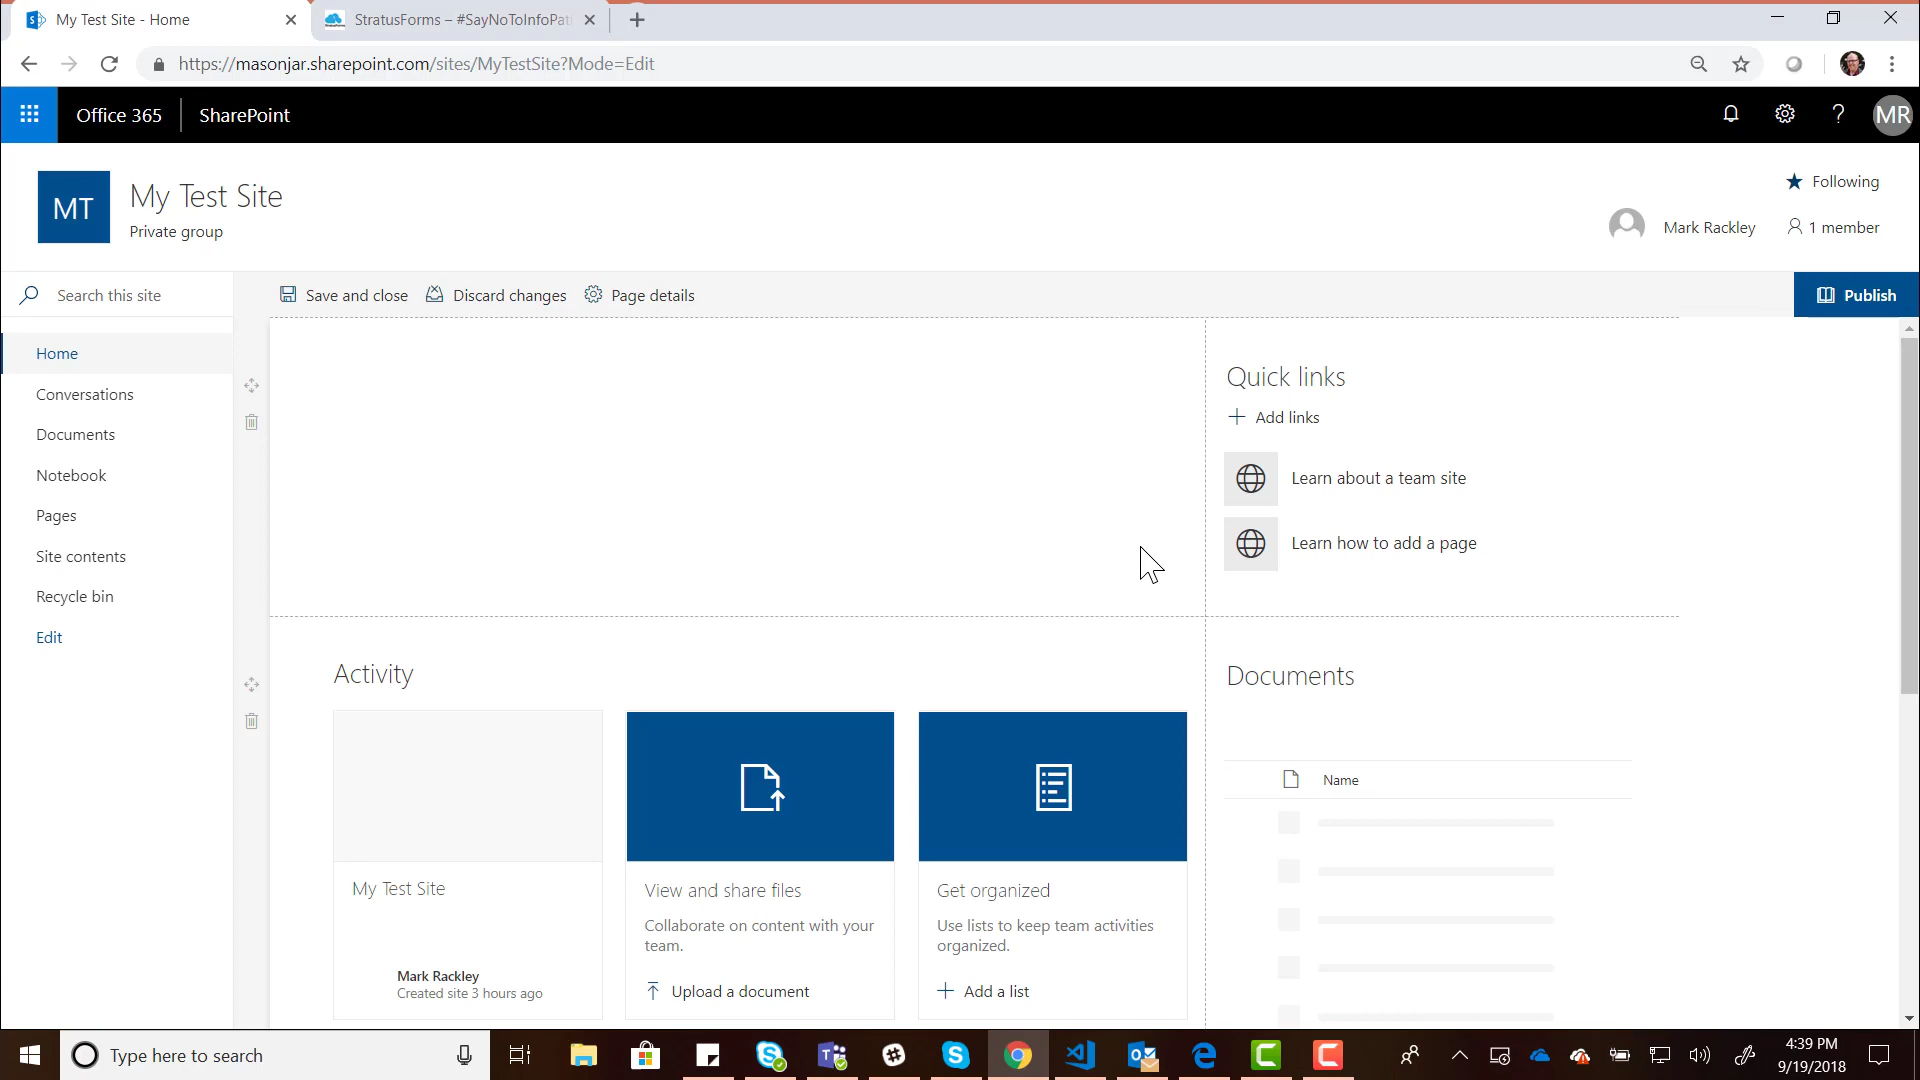 My Test Site - Home
StratusForms – #SayNoToInfoPat
https://masonjar.sharepoint.com/sites/MyTestSite?Mode=Edit
Office 365
SharePoint
?
MR
MT
My Test Site
Private group
Following
Mark Rackley
1 member
Search this site
Save and close
Discard changes
Page details
Publish
Home
Conversations
Documents
Notebook
Pages
Site contents
Recycle bin
Edit
Quick links
Add links
Learn about a team site
Learn how to add a page
Activity
My Test Site
Mark Rackley
Created site 3 hours ago
View and share files
Collaborate on content with your
team.
Upload a document
Get organized
Use lists to keep team activities
organized.
Add a list
Documents
Name
Type here to search
4:39 PM
9/19/2018